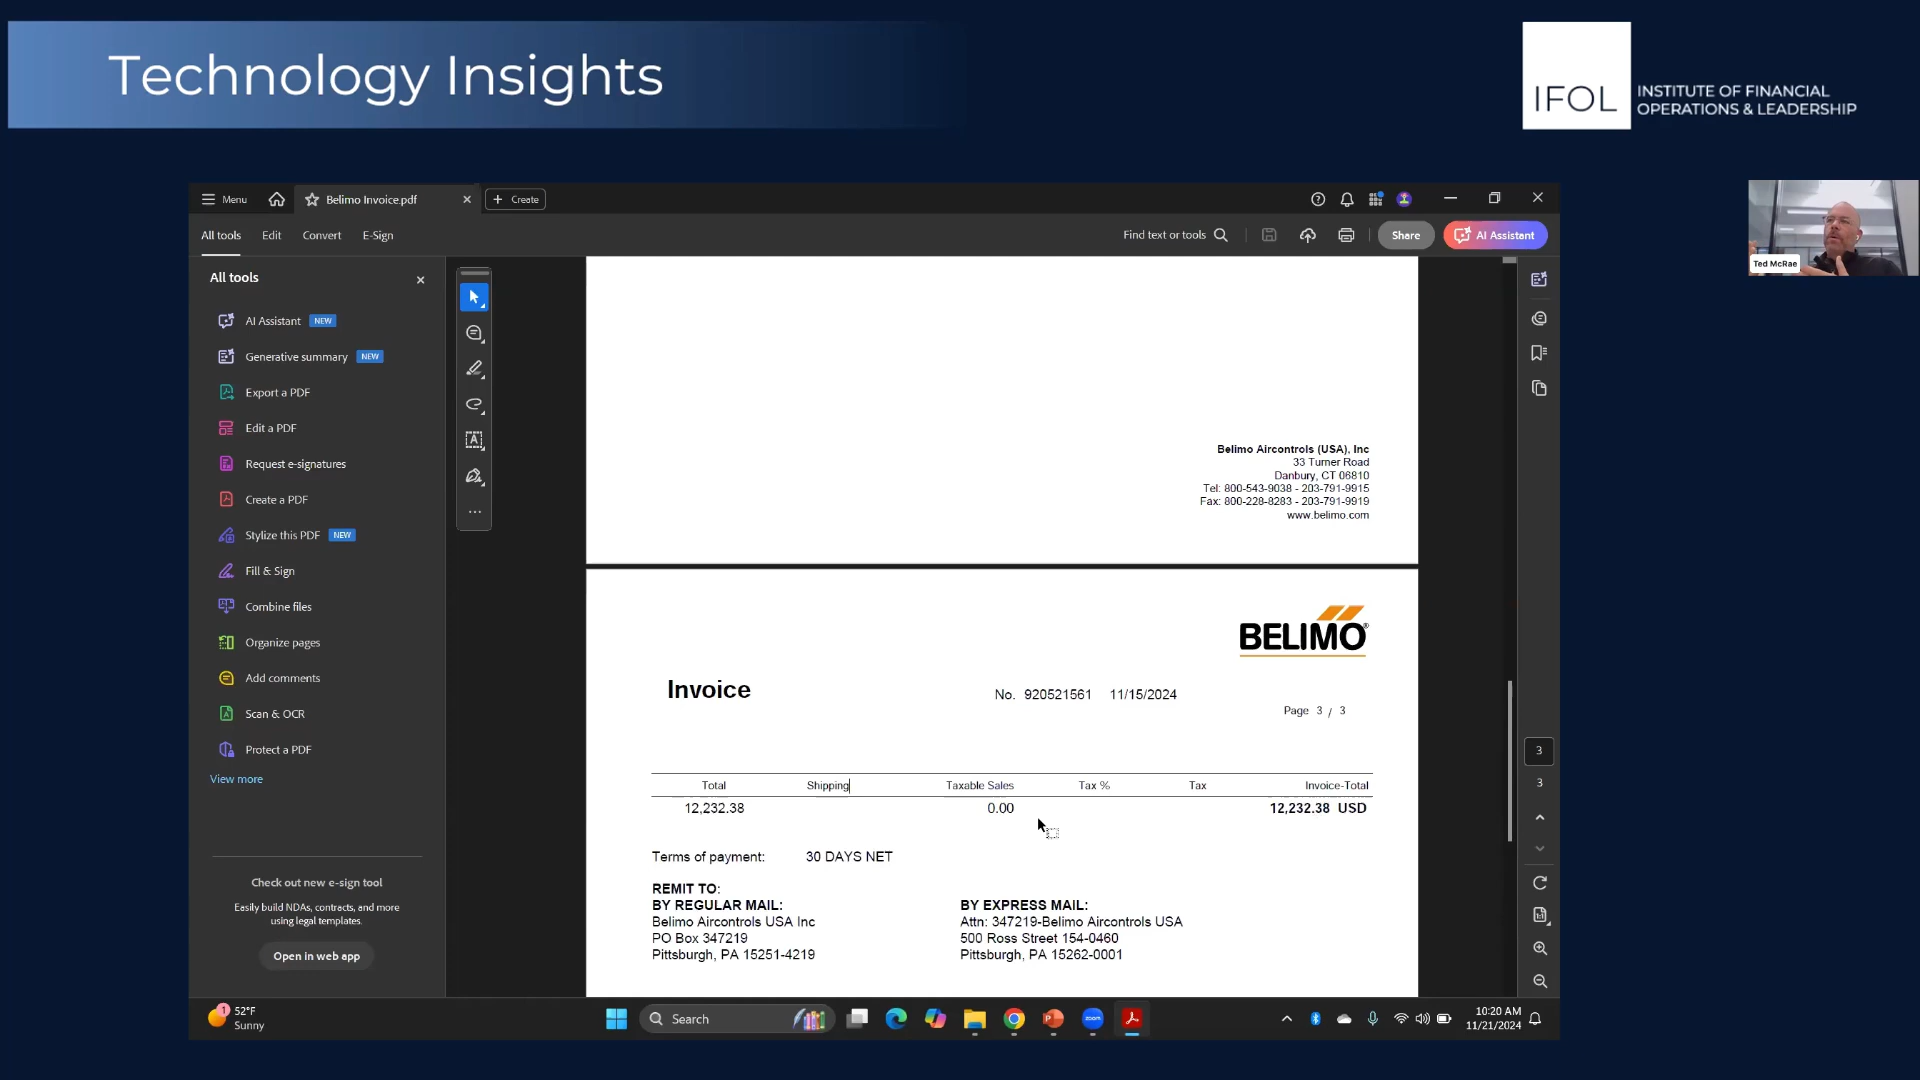 Technology Insights
IFOL
INSTITUTE OF FINANCIAL
OPERATIONS & LEADERSHIP
Menu
Belimo Invoice.pdf
Create
All tools
Edit
Convert
E-Sign
Find text or tools
Share
AI Assistant
Ted McRae
All tools
AI Assistant NEW
Generative summary NEW
Export a PDF
Edit a PDF
Request e-signatures
Create a PDF
Stylize this PDF NEW
Fill & Sign
Combine files
Organize pages
Add comments
Scan & OCR
Protect a PDF
View more
Check out new e-sign tool
Easily build NDAs, contracts, and more
using legal templates.
Open in web app
Belimo Aircontrols (USA), Inc
33 Turner Road
Danbury, CT 06810
Tel: 800-543-9038 - 203-791-9915
Fax: 800-228-8283 - 203-791-9919
www.belimo.com
BELIMO®
Invoice
No. 920521561 11/15/2024
Page 3 / 3
Total Shipping Taxable Sales Tax % Tax Invoice-Total
12,232.38 0.00 12,232.38 USD
Terms of payment: 30 DAYS NET
REMIT TO:
BY REGULAR MAIL: BY EXPRESS MAIL:
Belimo Aircontrols USA Inc Attn: 347219-Belimo Aircontrols USA
PO Box 347219 500 Ross Street 154-0460
Pittsburgh, PA 15251-4219 Pittsburgh, PA 15262-0001
3
3
1
52°F
Sunny
Search
zoom
10:20 AM
11/21/2024